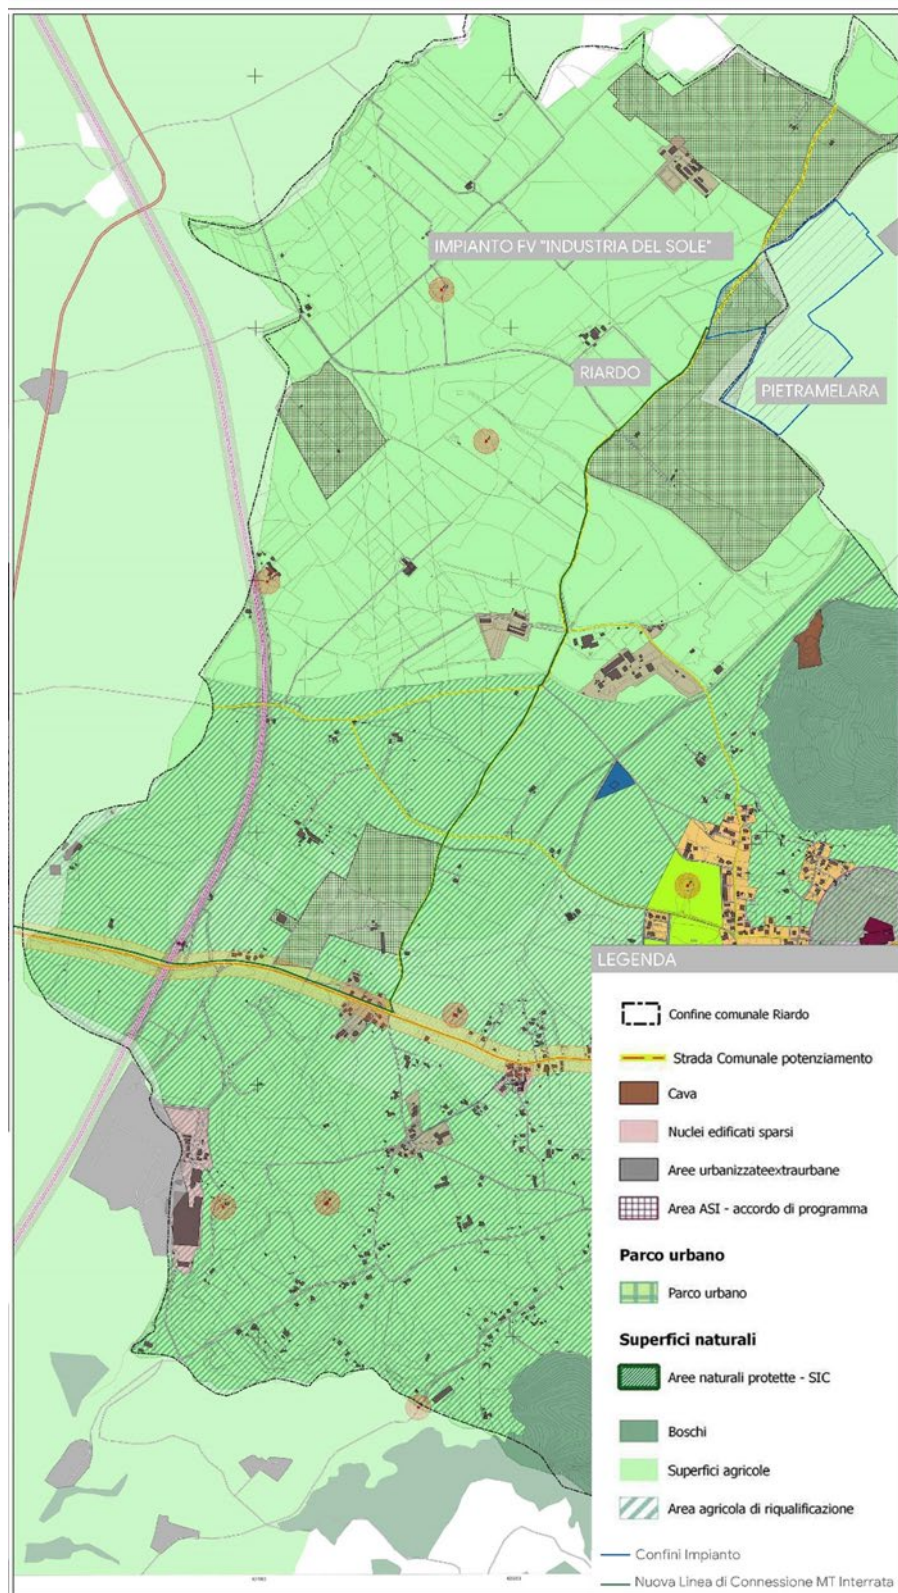 IMPIANTO FV "INDUSTRIA DEL SOLE"
RIARDO
PIETRAMELARA
LEGENDA
Confine comunale Riardo
Strada Comunale potenziamento
Cava
Nuclei edificati sparsi
Aree urbanizzateextraurbane
Area ASI - accordo di programma
Parco urbano
Parco urbano
Superfici naturali
Aree naturali protette - SIC
Boschi
Superfici agricole
Area agricola di riqualificazione
Confini Impianto
Nuova Linea di Connessione MT Interrata